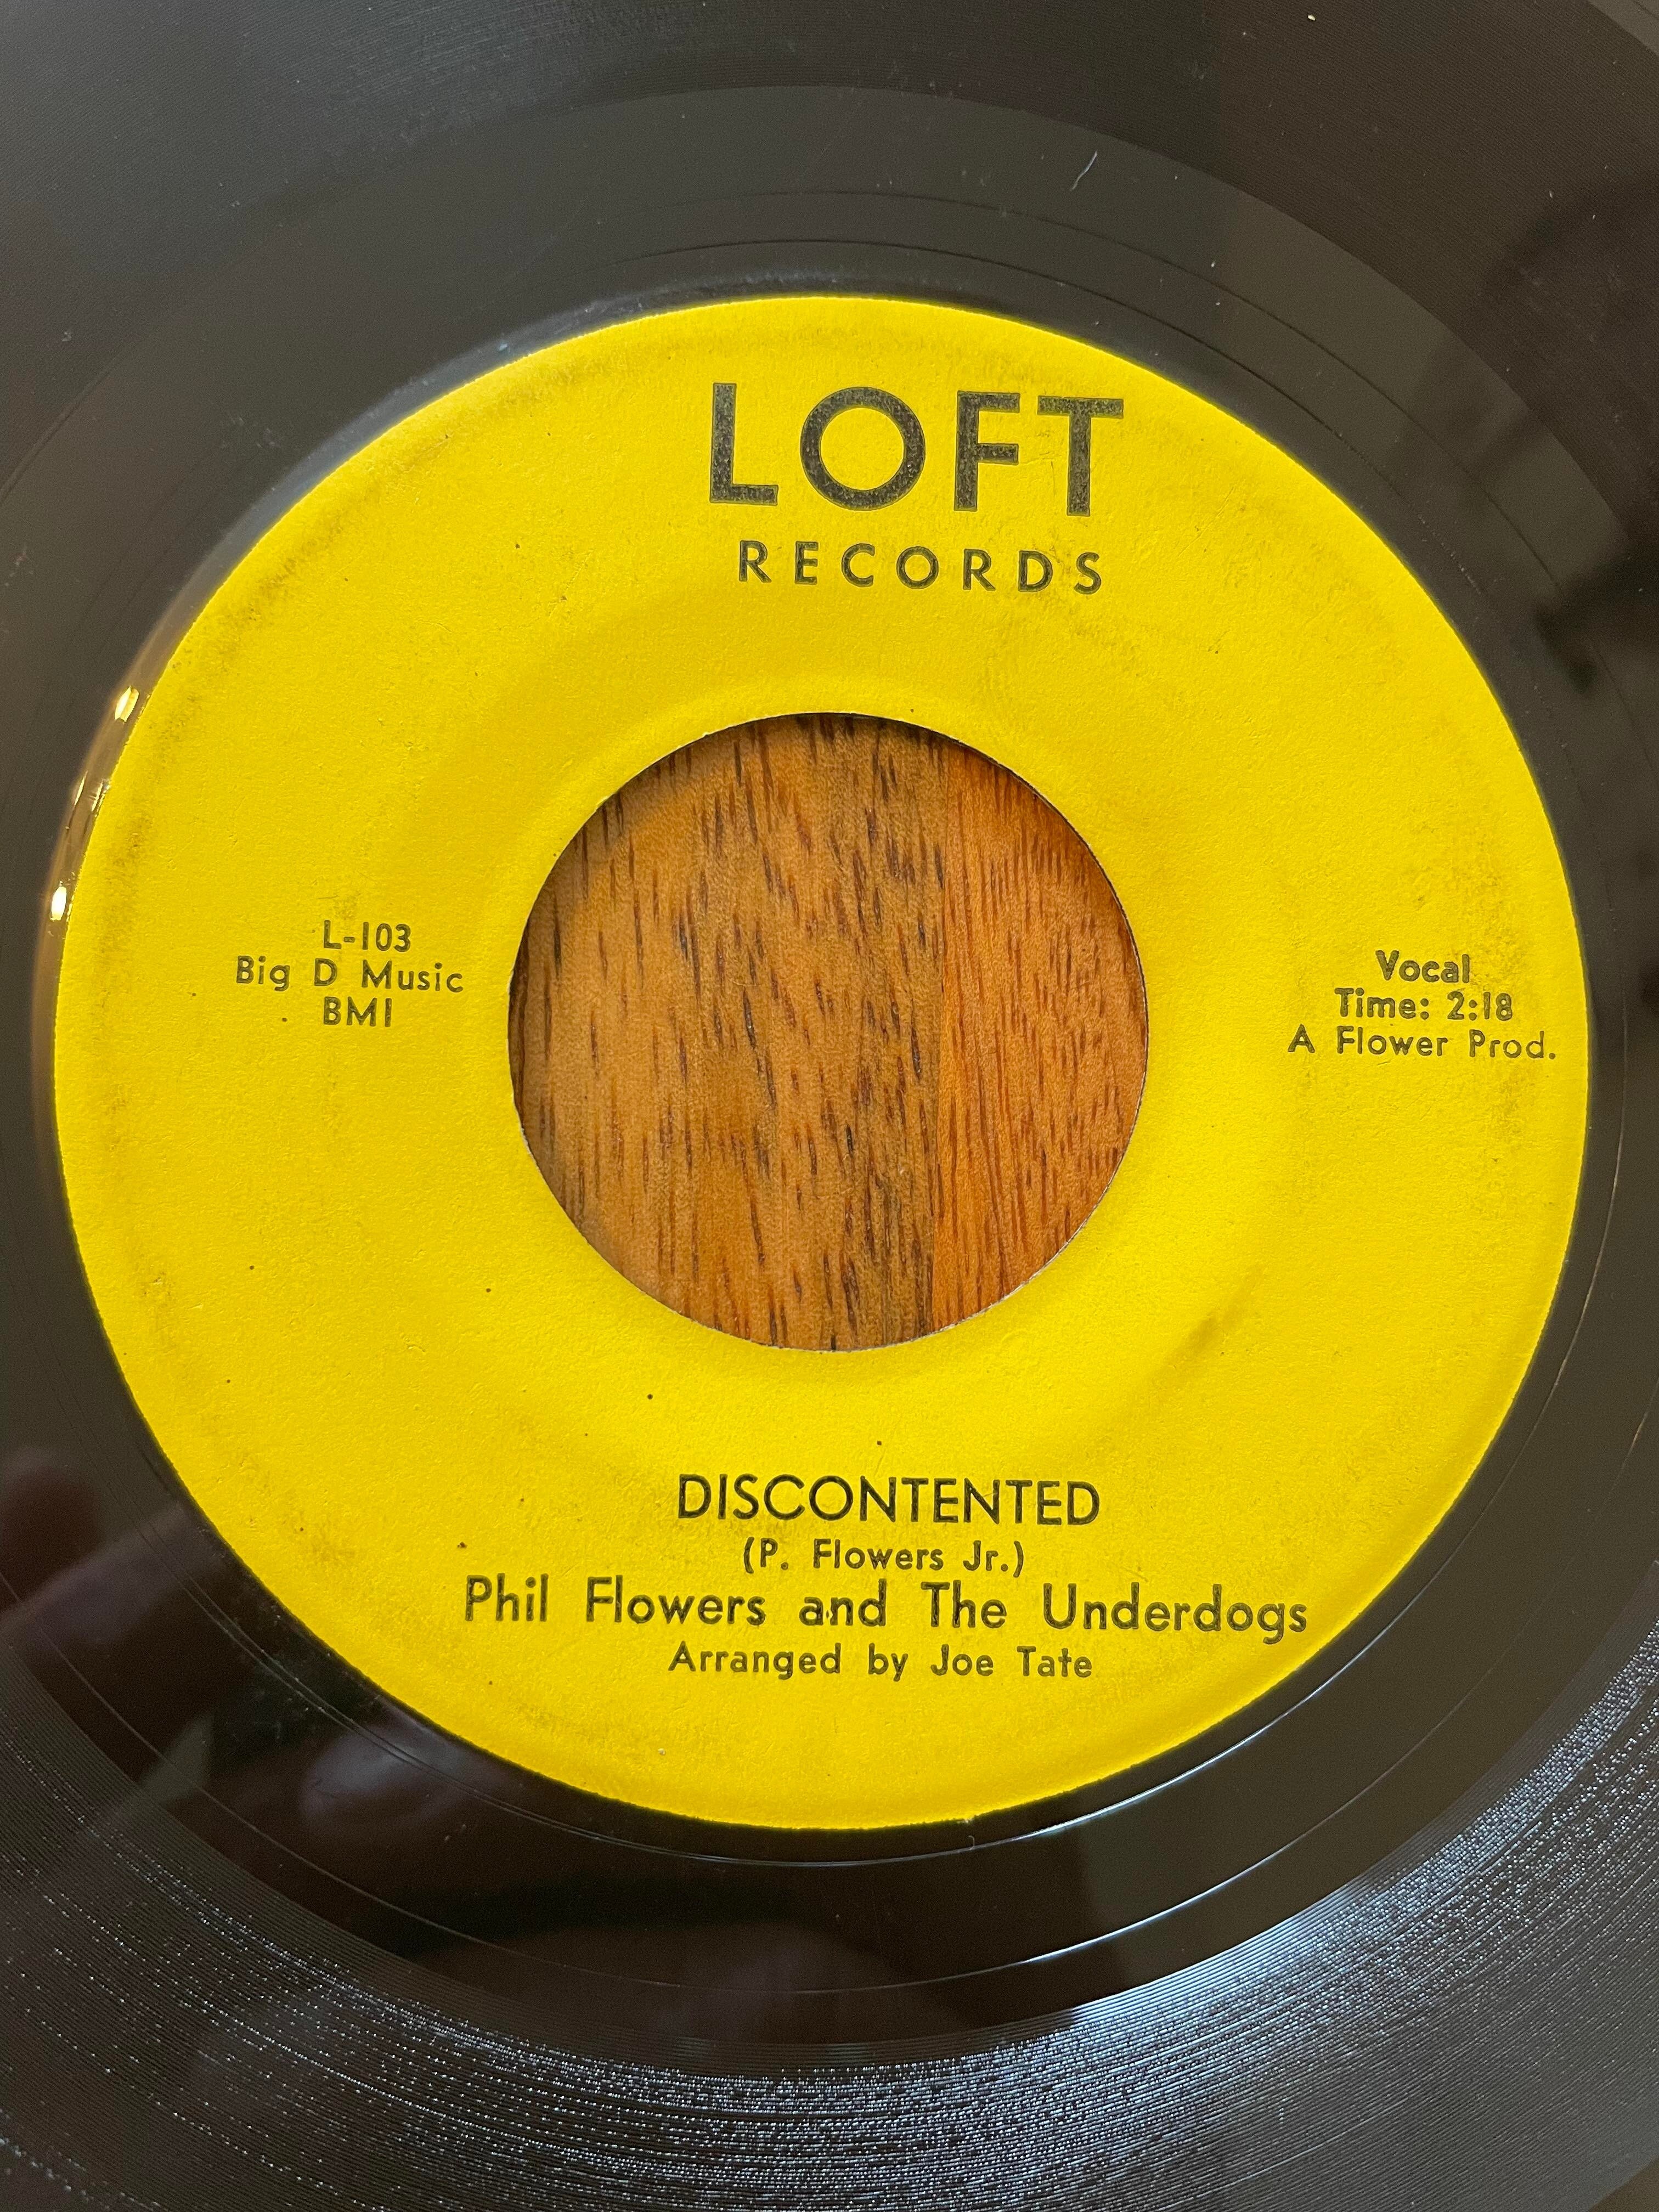 LOFT
RECORDS
L-103
Big D Music
BMI
Vocal
Time: 2:18
A Flower Prod.
DISCONTENTED
(P. Flowers Jr.)
Phil Flowers and The Underdogs
Arranged by Joe Tate